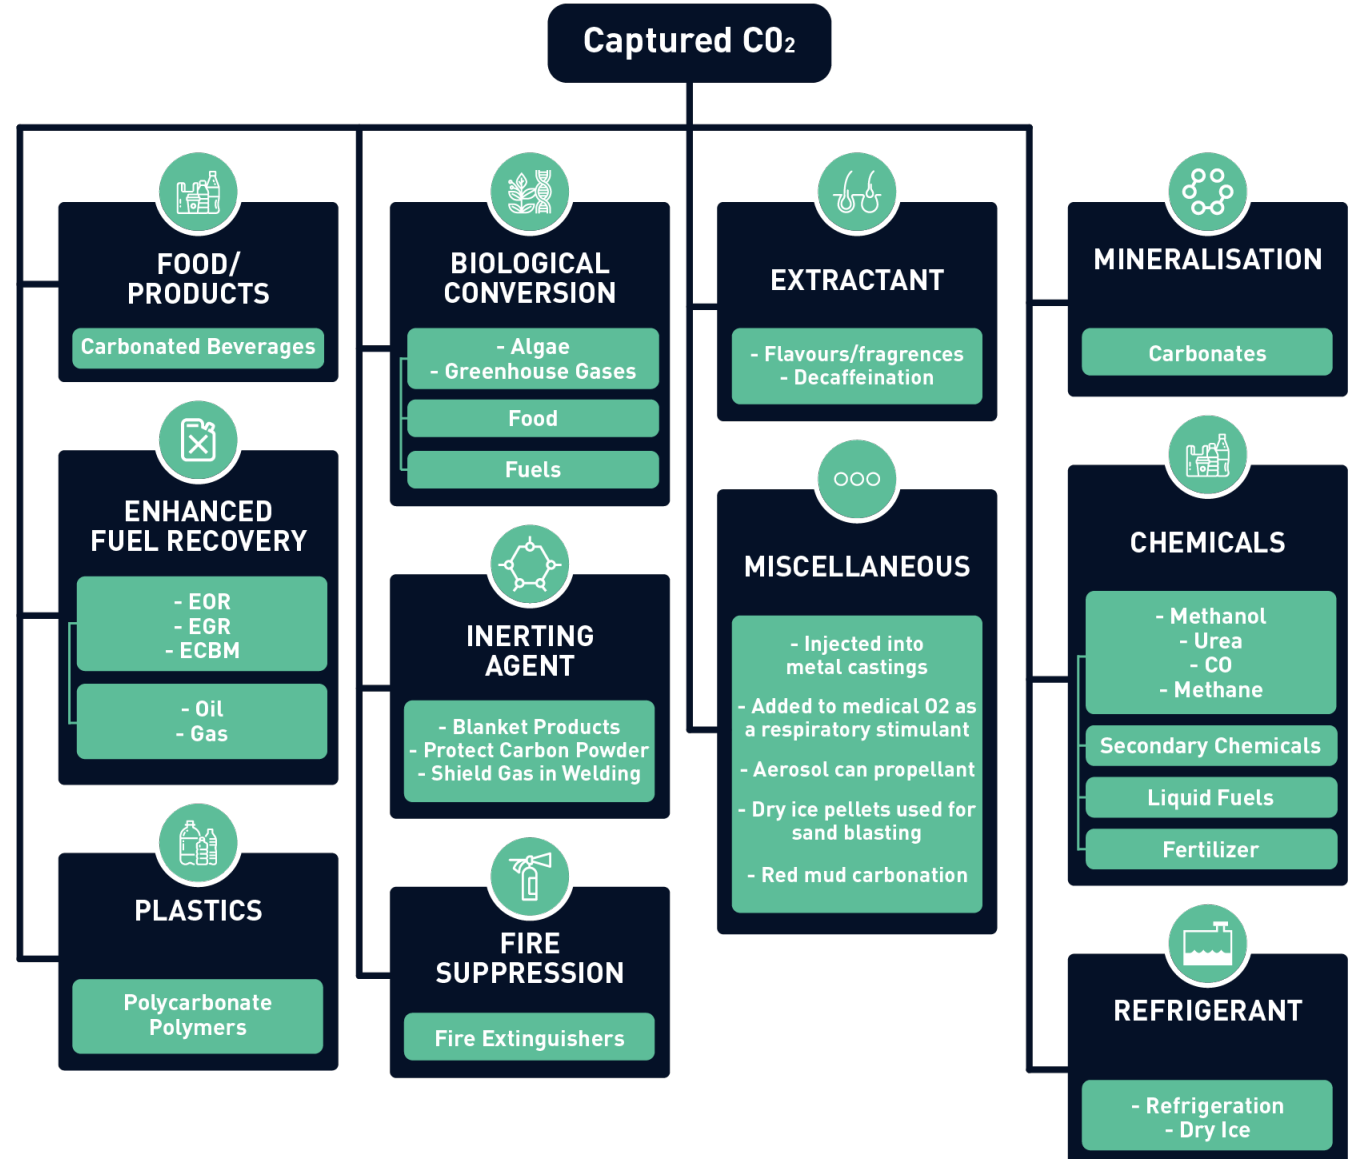 Captured C0₂
FOOD/
PRODUCTS
Carbonated Beverages
ENHANCED
FUEL RECOVERY
- EOR
- EGR
- ECBM
- Oil
- Gas
PLASTICS
Polycarbonate
Polymers
BIOLOGICAL
CONVERSION
- Algae
- Greenhouse Gases
Food
Fuels
INERTING
AGENT
- Blanket Products
- Protect Carbon Powder
- Shield Gas in Welding
FIRE
SUPPRESSION
Fire Extinguishers
EXTRACTANT
- Flavours/fragrences
- Decaffeination
MISCELLANEOUS
- Injected into
metal castings
- Added to medical O2 as
a respiratory stimulant
- Aerosol can propellant
- Dry ice pellets used for
sand blasting
- Red mud carbonation
MINERALISATION
Carbonates
CHEMICALS
- Methanol
- Urea
- CO
- Methane
Secondary Chemicals
Liquid Fuels
Fertilizer
REFRIGERANT
- Refrigeration
- Dry Ice